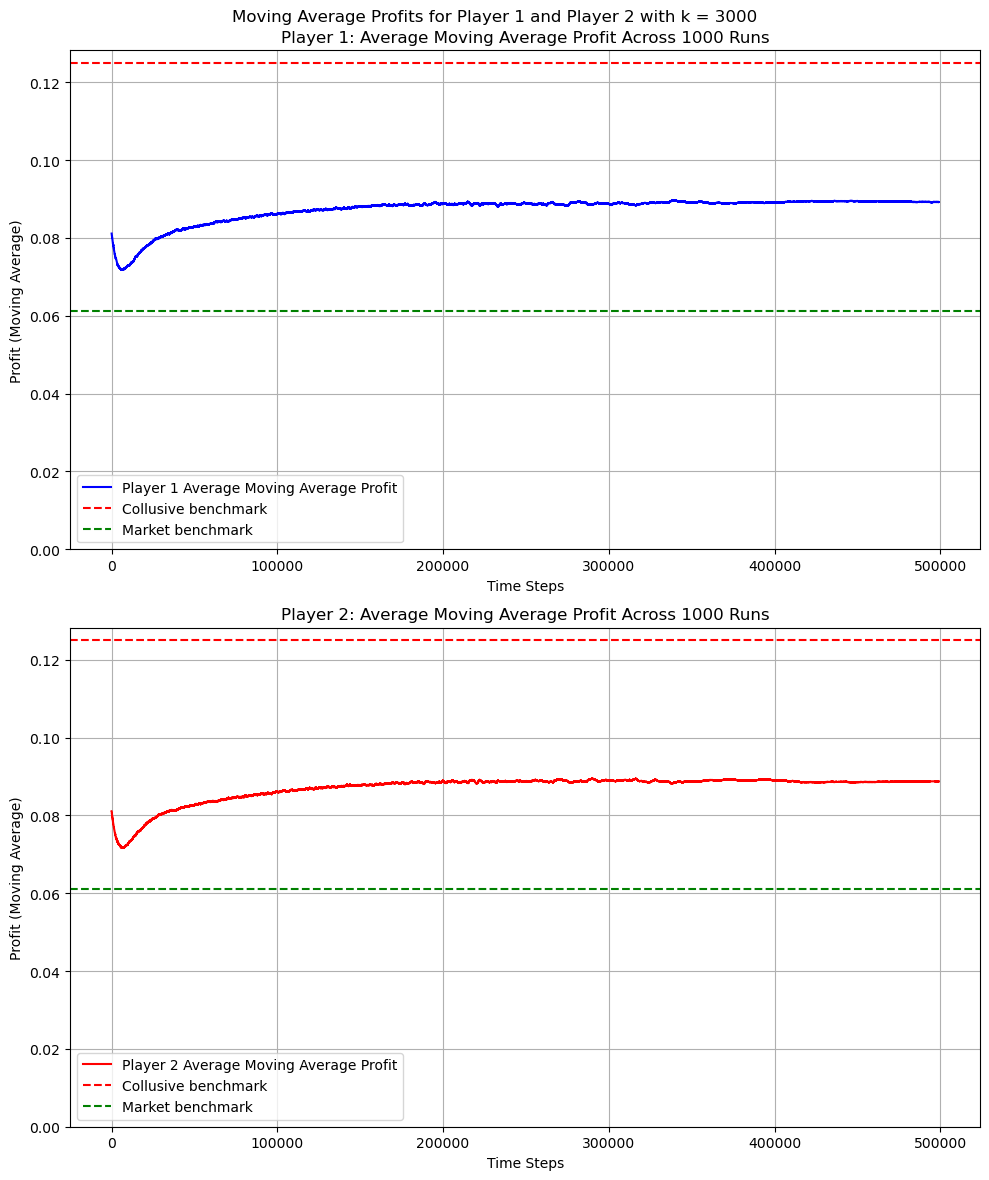 Moving Average Profits for Player 1 and Player 2 with k = 3000
Player 1: Average Moving Average Profit Across 1000 Runs
0.12
0.10
0.08
0.06
0.04
0.02
0.00
Profit (Moving Average)
Player 1 Average Moving Average Profit
Collusive benchmark
Market benchmark
0 100000 200000 300000 400000 500000
Time Steps
Player 2: Average Moving Average Profit Across 1000 Runs
0.12
0.10
0.08
0.06
0.04
0.02
0.00
Profit (Moving Average)
Player 2 Average Moving Average Profit
Collusive benchmark
Market benchmark
0 100000 200000 300000 400000 500000
Time Steps